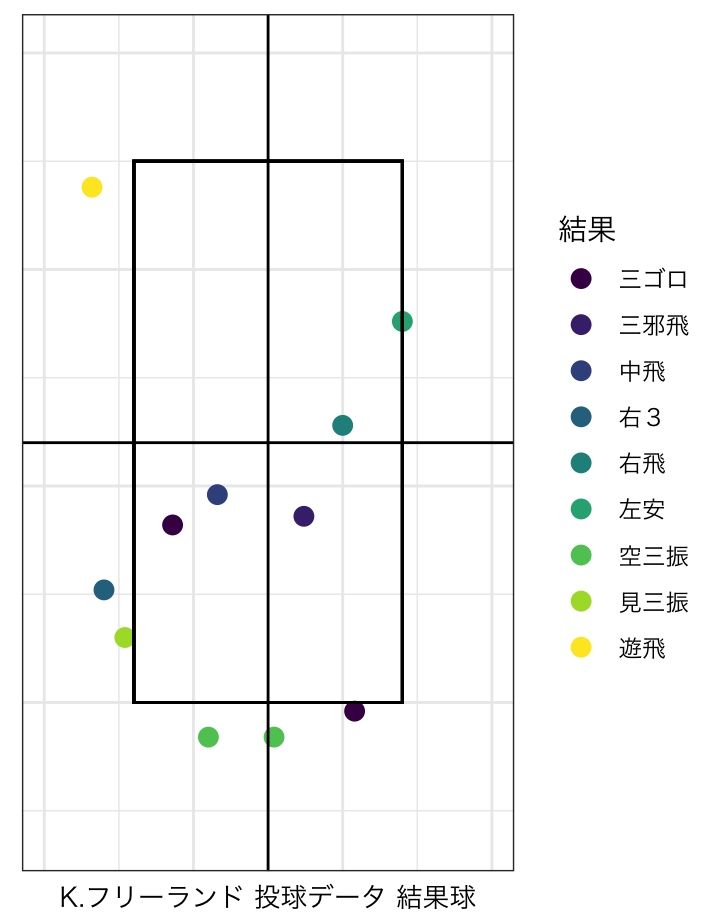 結果
三ゴロ
三邪飛
中飛
右３
右飛
左安
空三振
見三振
遊飛
K.フリーランド 投球データ 結果球